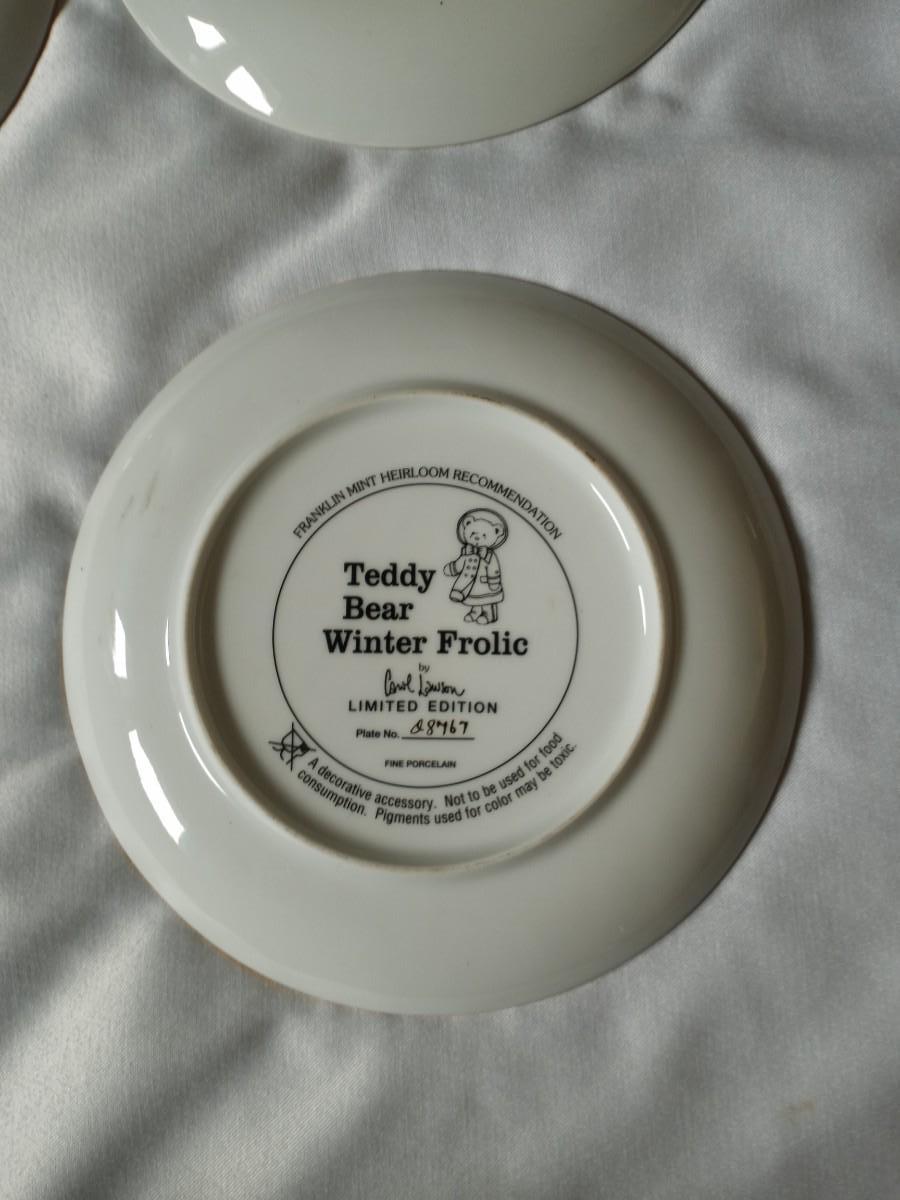 FRANKLIN MINT HEIRLOOM RECOMMENDATION
Teddy
Bear
Winter Frolic
by
Carol Lawson
LIMITED EDITION
Plate No.
FINE PORCELAIN
A decorative accessory. Not to be used for food
consumption. Pigments used for color may be toxic.